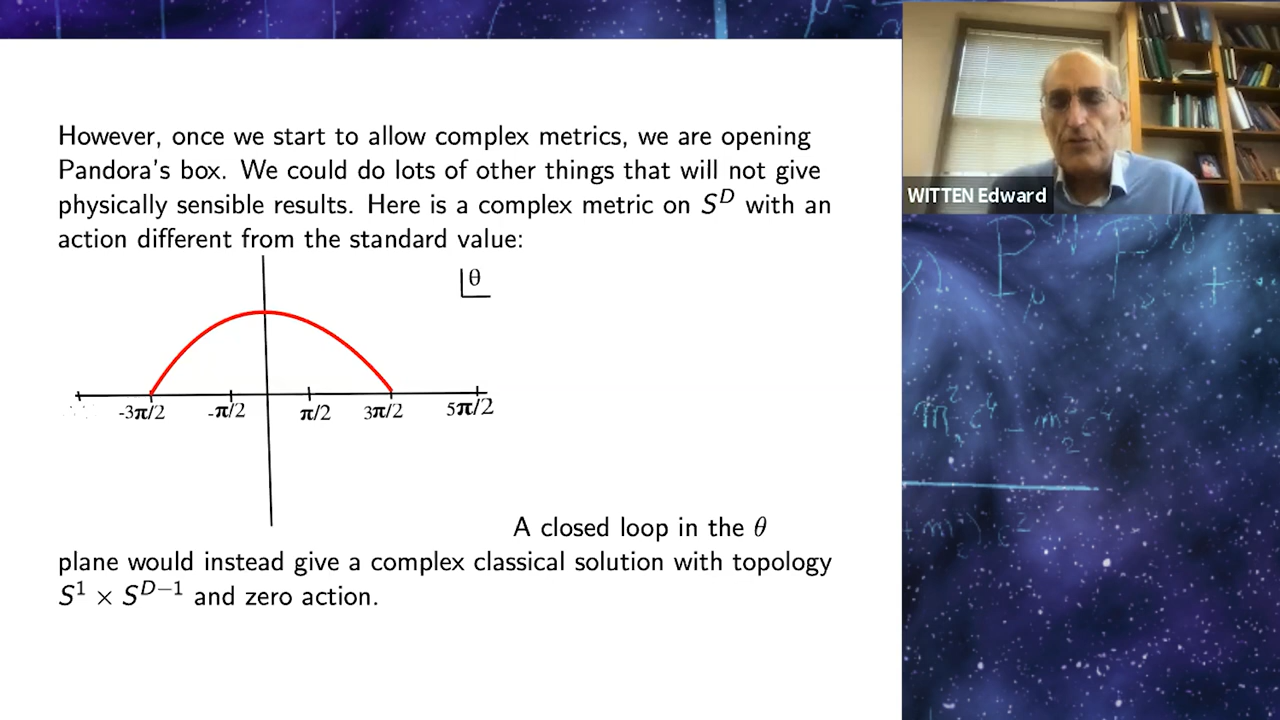 However, once we start to allow complex metrics, we are opening
Pandora's box. We could do lots of other things that will not give
physically sensible results. Here is a complex metric on S^D with an
action different from the standard value:
θ
-3π/2 -π/2 π/2 3π/2 5π/2
A closed loop in the θ
plane would instead give a complex classical solution with topology
S^1 × S^{D−1} and zero action.
WITTEN Edward